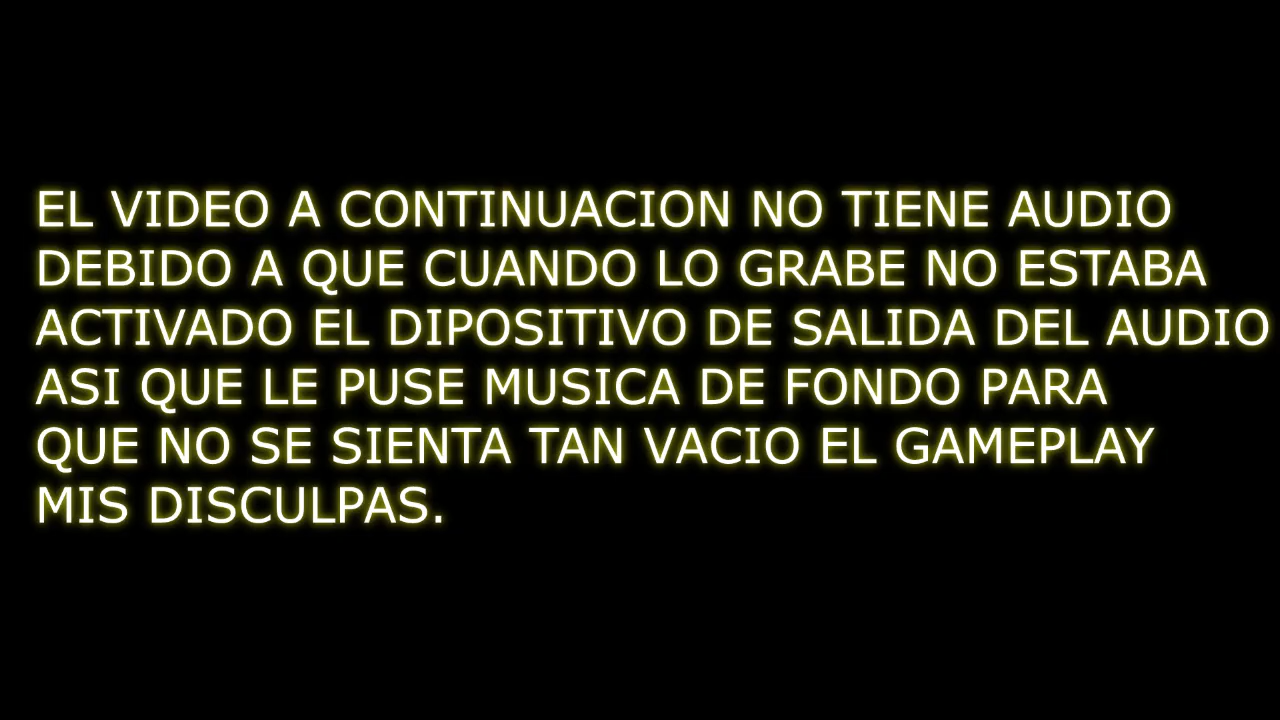 EL VIDEO A CONTINUACION NO TIENE AUDIO
DEBIDO A QUE CUANDO LO GRABE NO ESTABA
ACTIVADO EL DIPOSITIVO DE SALIDA DEL AUDIO
ASI QUE LE PUSE MUSICA DE FONDO PARA
QUE NO SE SIENTA TAN VACIO EL GAMEPLAY
MIS DISCULPAS.